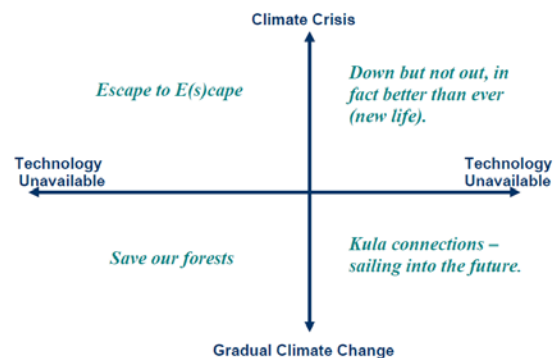 Climate Crisis
Escape to E(s)cape
Down but not out, in
fact better than ever
(new life).
Technology
Unavailable
Technology
Unavailable
Save our forests
Kula connections –
sailing into the future.
Gradual Climate Change